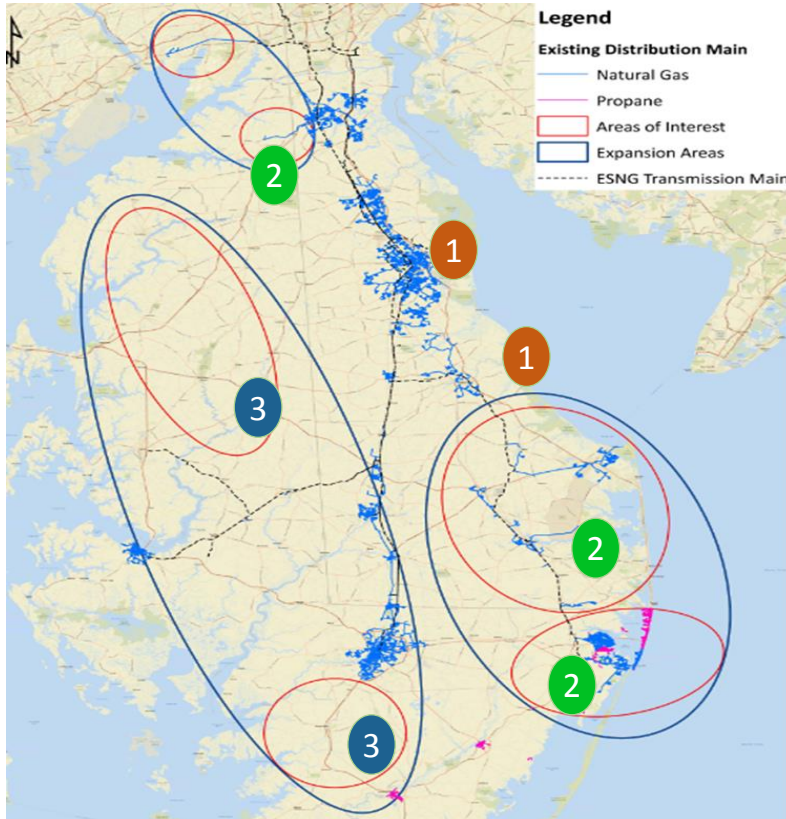 N
Legend
Existing Distribution Main
Natural Gas
Propane
Areas of Interest
Expansion Areas
ESNG Transmission Main
2
1
1
3
2
2
3